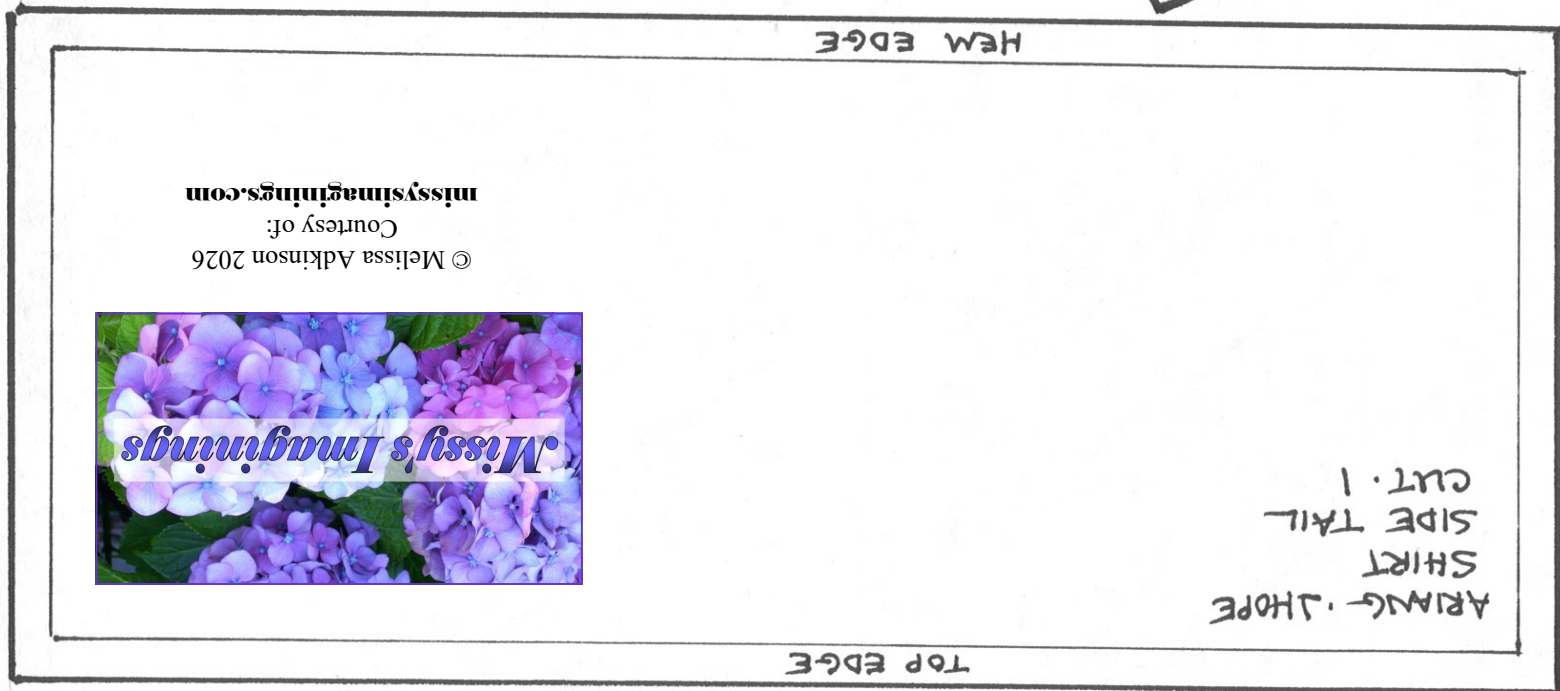 TOP EDGE
ARIANG · JHOPE
SHIRT
SIDE TAIL
CUT · 1
Missy's Imaginings
© Melissa Adkinson 2026
Courtesy of:
missysimaginings.com
HEM EDGE